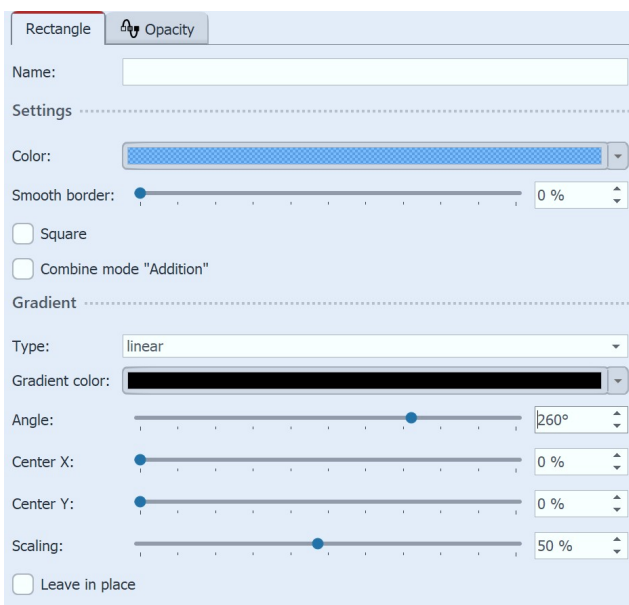 Rectangle Opacity
Name:
Settings
Color:
Smooth border: 0 %
Square
Combine mode "Addition"
Gradient
Type: linear
Gradient color:
Angle: 260°
Center X: 0 %
Center Y: 0 %
Scaling: 50 %
Leave in place